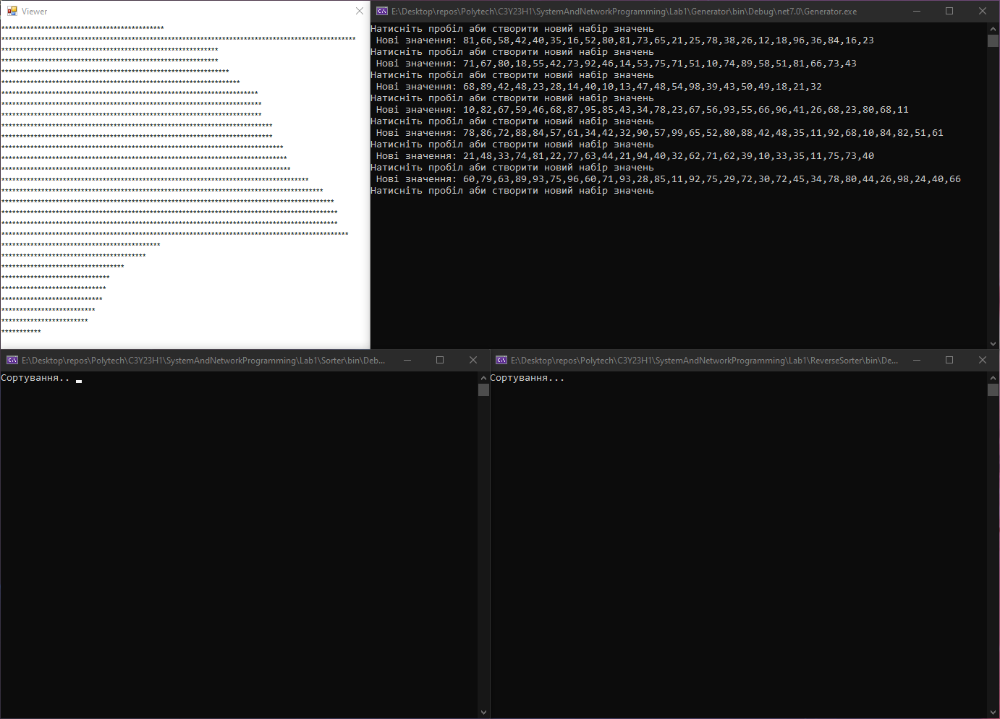 Viewer
E:\Desktop\repos\Polytech\C3Y23H1\SystemAndNetworkProgramming\Lab1\Generator\bin\Debug\net7.0\Generator.exe
Натисніть пробіл аби створити новий набір значень
Нові значення: 81,66,58,42,40,35,16,52,80,81,73,65,21,25,78,38,26,12,18,96,36,84,16,23
Натисніть пробіл аби створити новий набір значень
Нові значення: 71,67,80,18,55,42,73,92,46,14,53,75,71,51,10,74,89,58,51,81,66,73,43
Натисніть пробіл аби створити новий набір значень
Нові значення: 68,89,42,48,23,28,14,40,10,13,47,48,54,98,39,43,50,49,18,21,32
Натисніть пробіл аби створити новий набір значень
Нові значення: 10,82,67,59,46,68,87,95,85,43,34,78,23,67,56,93,55,66,96,41,26,68,23,80,68,11
Натисніть пробіл аби створити новий набір значень
Нові значення: 78,86,72,88,84,57,61,34,42,32,90,57,99,65,52,80,88,42,48,35,11,92,68,10,84,82,51,61
Натисніть пробіл аби створити новий набір значень
Нові значення: 21,48,33,74,81,22,77,63,44,21,94,40,32,62,71,62,39,10,33,35,11,75,73,40
Натисніть пробіл аби створити новий набір значень
Нові значення: 60,79,63,89,93,75,96,60,71,93,28,85,11,92,75,29,72,30,72,45,34,78,80,44,26,98,24,40,66
Натисніть пробіл аби створити новий набір значень
E:\Desktop\repos\Polytech\C3Y23H1\SystemAndNetworkProgramming\Lab1\Sorter\bin\Deb...
Сортування..
E:\Desktop\repos\Polytech\C3Y23H1\SystemAndNetworkProgramming\Lab1\ReverseSorter\bin\De...
Сортування...